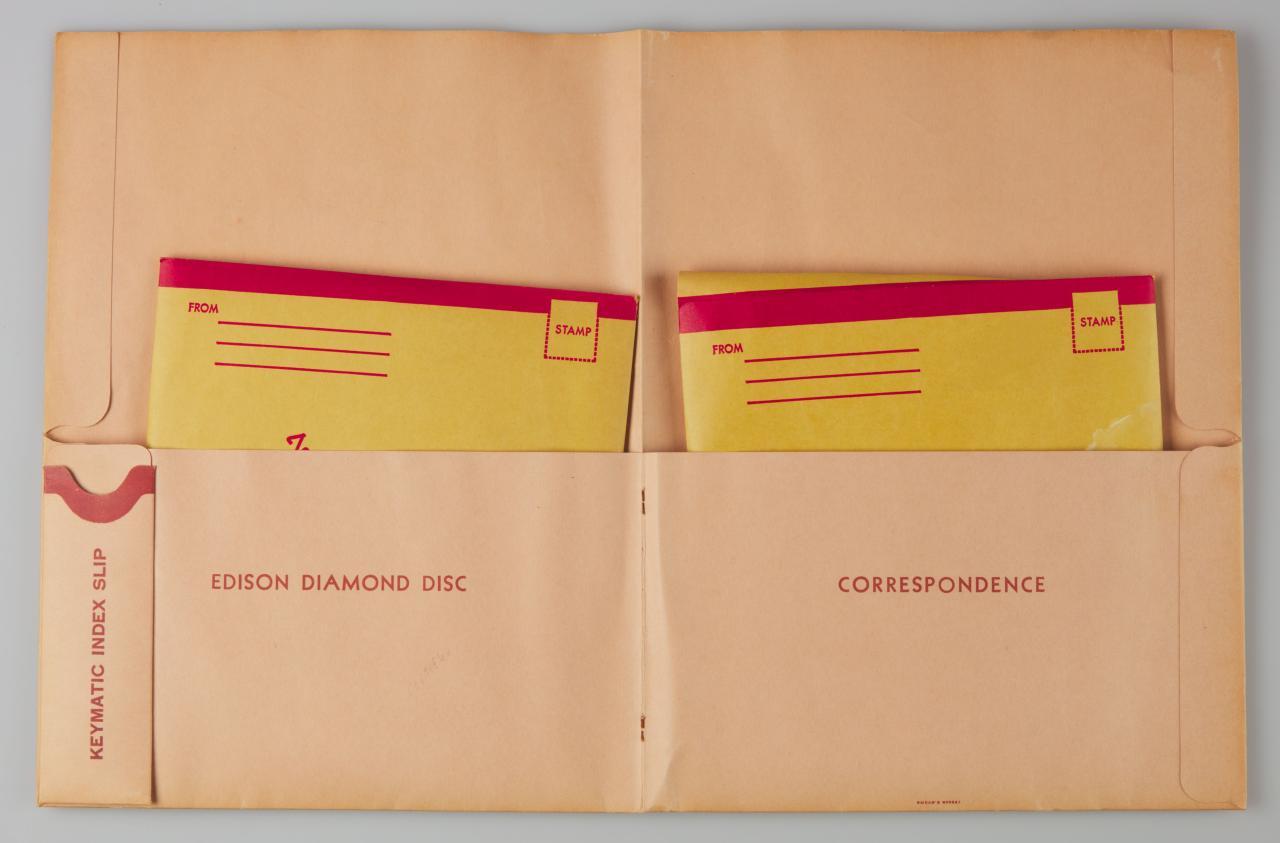 FROM
STAMP
FROM
STAMP
EDISON DIAMOND DISC
CORRESPONDENCE
KEYMATIC INDEX SLIP